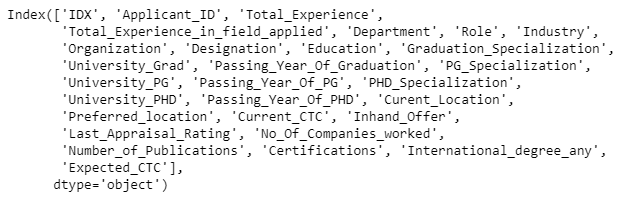 Index(['IDX', 'Applicant_ID', 'Total_Experience',
'Total_Experience_in_field_applied', 'Department', 'Role', 'Industry',
'Organization', 'Designation', 'Education', 'Graduation_Specialization',
'University_Grad', 'Passing_Year_Of_Graduation', 'PG_Specialization',
'University_PG', 'Passing_Year_Of_PG', 'PHD_Specialization',
'University_PHD', 'Passing_Year_Of_PHD', 'Curent_Location',
'Preferred_location', 'Current_CTC', 'Inhand_Offer',
'Last_Appraisal_Rating', 'No_Of_Companies_worked',
'Number_of_Publications', 'Certifications', 'International_degree_any',
'Expected_CTC'],
dtype='object')